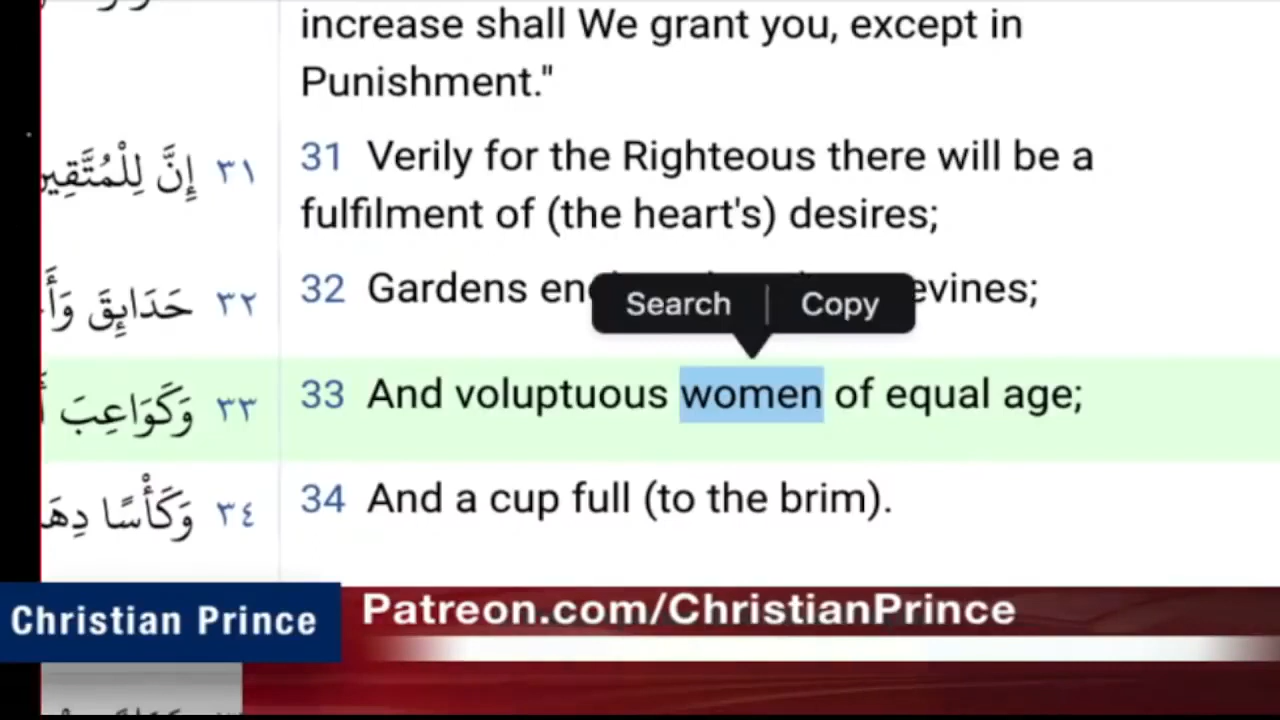 increase shall We grant you, except in
Punishment."
إِنَّ لِلْمُتَّقِينَ ٣١
31 Verily for the Righteous there will be a
fulfilment of (the heart's) desires;
حَدَائِقَ ٣٢
32 Gardens evines;
Search | Copy
وَكَوَاعِبَ ٣٣
33 And voluptuous women of equal age;
وَكَأْسًا ٣٤
34 And a cup full (to the brim).
Christian Prince
Patreon.com/ChristianPrince